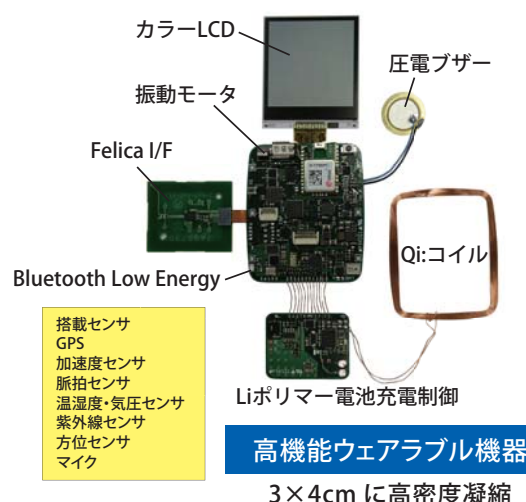 カラーLCD
圧電ブザー
振動モータ
Felica I/F
Qi:コイル
Bluetooth Low Energy
搭載センサ
GPS
加速度センサ
脈拍センサ
温湿度・気圧センサ
紫外線センサ
方位センサ
マイク
Liポリマー電池充電制御
高機能ウェアラブル機器
3×4cm に高密度凝縮